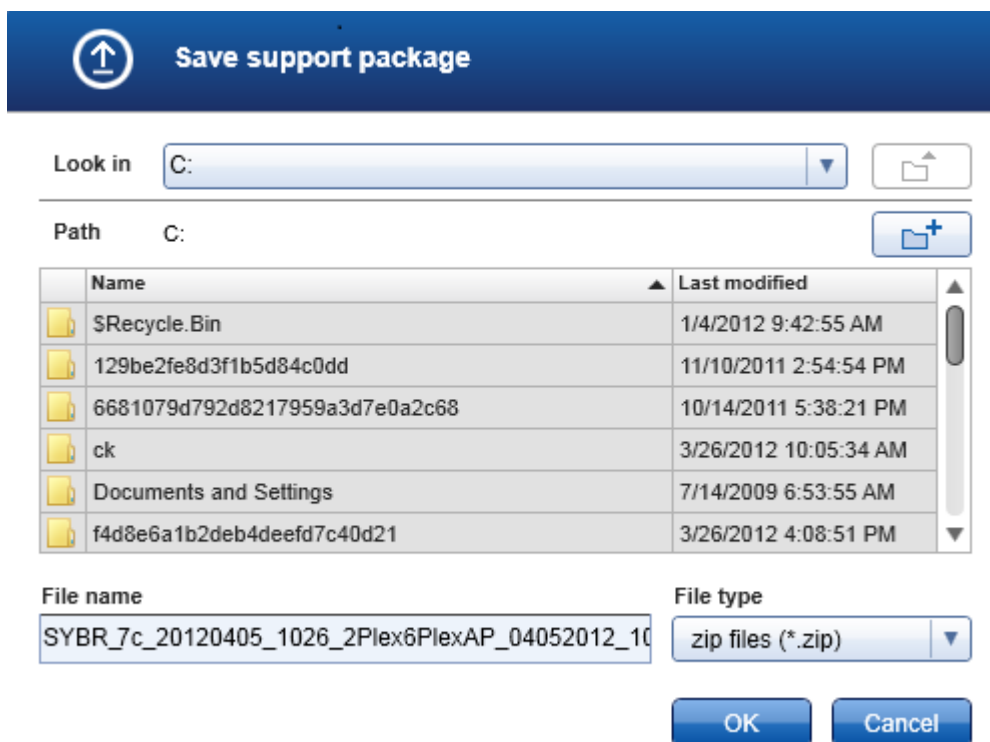 Save support package
Look in C:
Path C:
Name Last modified
$Recycle.Bin 1/4/2012 9:42:55 AM
129be2fe8d3f1b5d84c0dd 11/10/2011 2:54:54 PM
6681079d792d8217959a3d7e0a2c68 10/14/2011 5:38:21 PM
ck 3/26/2012 10:05:34 AM
Documents and Settings 7/14/2009 6:53:55 AM
f4d8e6a1b2deb4deefd7c40d21 3/26/2012 4:08:51 PM
File name File type
SYBR_7c_20120405_1026_2Plex6PlexAP_04052012_10 zip files (*.zip)
OK Cancel